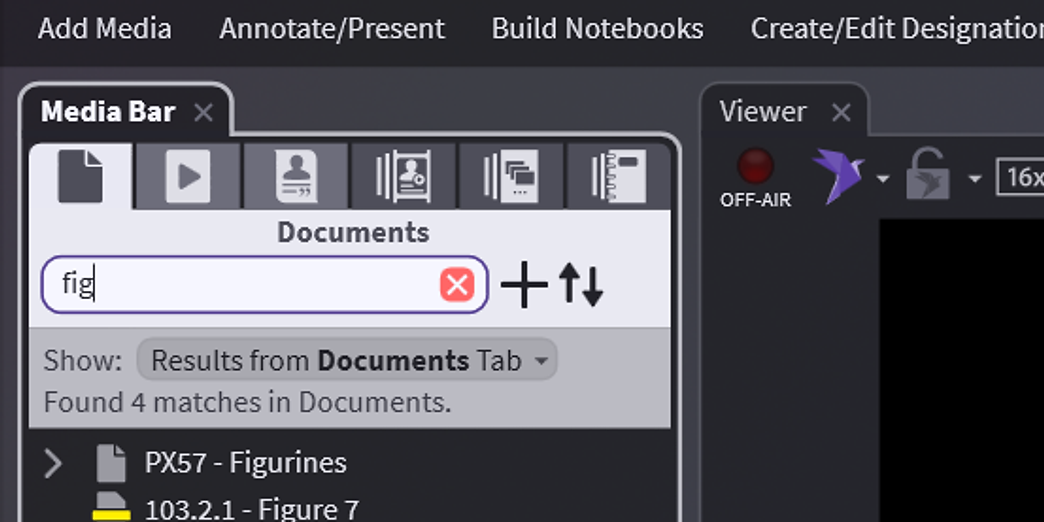 Add Media Annotate/Present Build Notebooks Create/Edit Designation
Media Bar
Viewer
OFF-AIR
16x
Documents
fig
Show: Results from Documents Tab
Found 4 matches in Documents.
PX57 - Figurines
103.2.1 - Figure 7